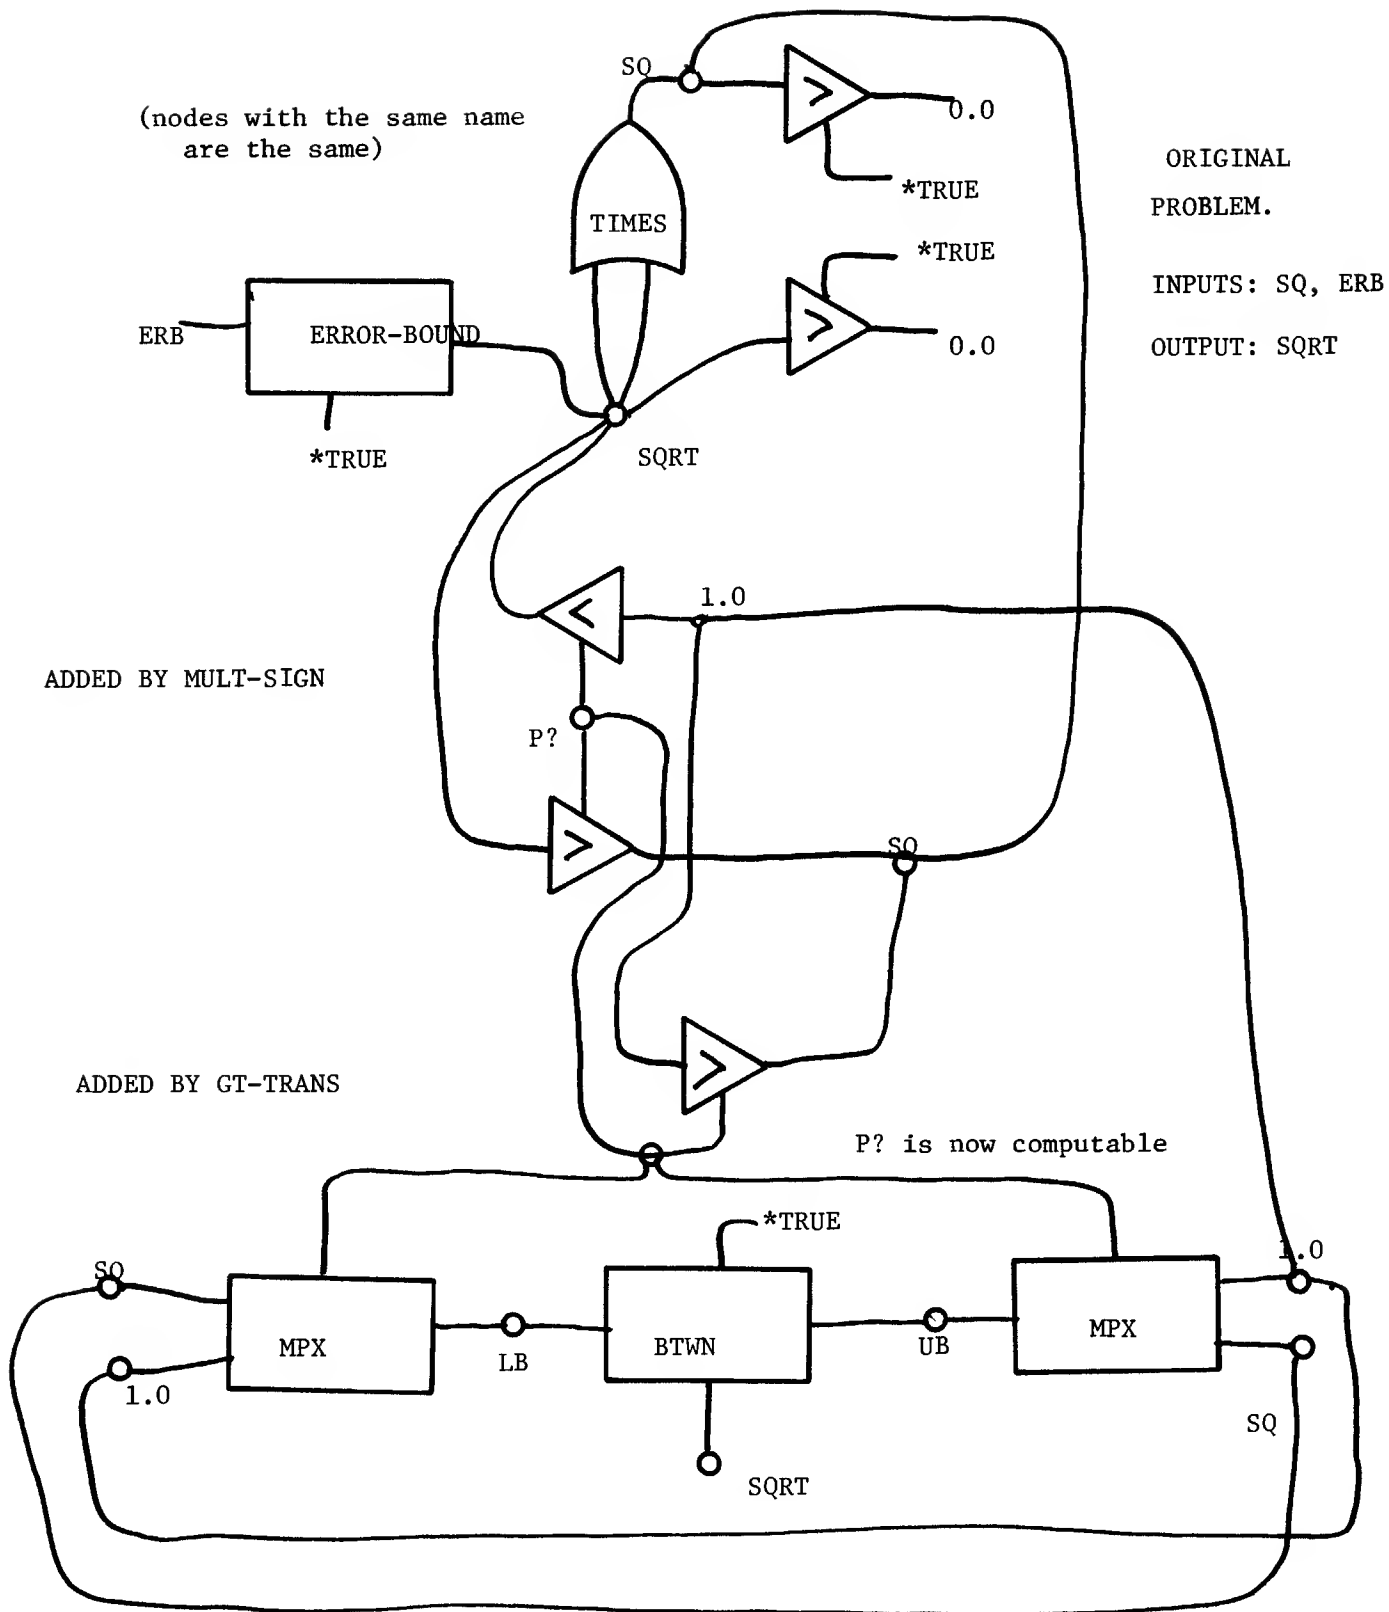 SQ
>
0.0
(nodes with the same name
are the same)
ORIGINAL
*TRUE
PROBLEM.
TIMES
*TRUE
INPUTS: SQ, ERB
>
ERB
ERROR-BOUND
0.0
OUTPUT: SQRT
*TRUE
SQRT
1.0
<
ADDED BY MULT-SIGN
P?
>
SQ
>
ADDED BY GT-TRANS
P? is now computable
*TRUE
1.0
SQ
MPX
LB
BTWN
UB
MPX
1.0
SQ
SQRT